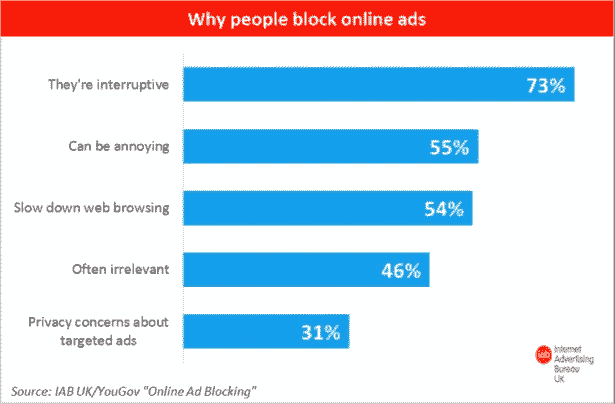 Why people block online ads
They're interruptive
73%
Can be annoying
55%
Slow down web browsing
54%
Often irrelevant
46%
Privacy concerns about
targeted ads
31%
iab
Internet
Advertising
Bureau
UK
Source: IAB UK/YouGov "Online Ad Blocking"